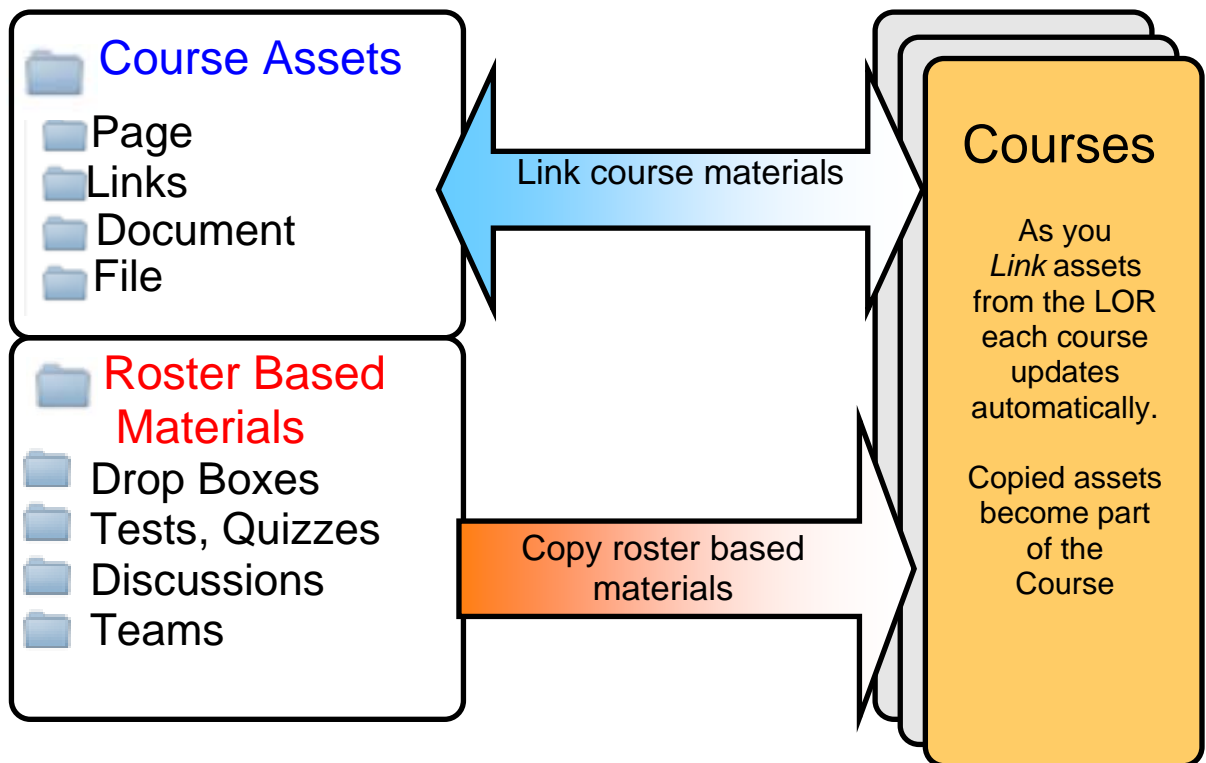 Course Assets
Page
Links
Document
File
Roster Based
Materials
Drop Boxes
Tests, Quizzes
Discussions
Teams
Link course materials
Copy roster based
materials
Courses
As you
Link assets
from the LOR
each course
updates
automatically.
Copied assets
become part
of the
Course